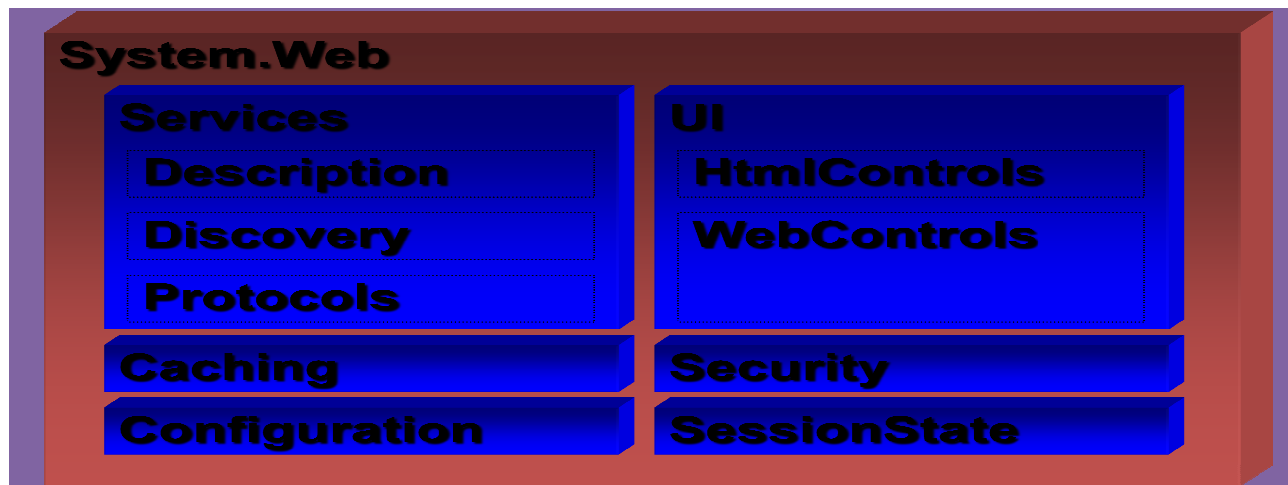 System.Web
Services
Description
Discovery
Protocols
UI
HtmlControls
WebControls
Caching
Security
Configuration
SessionState